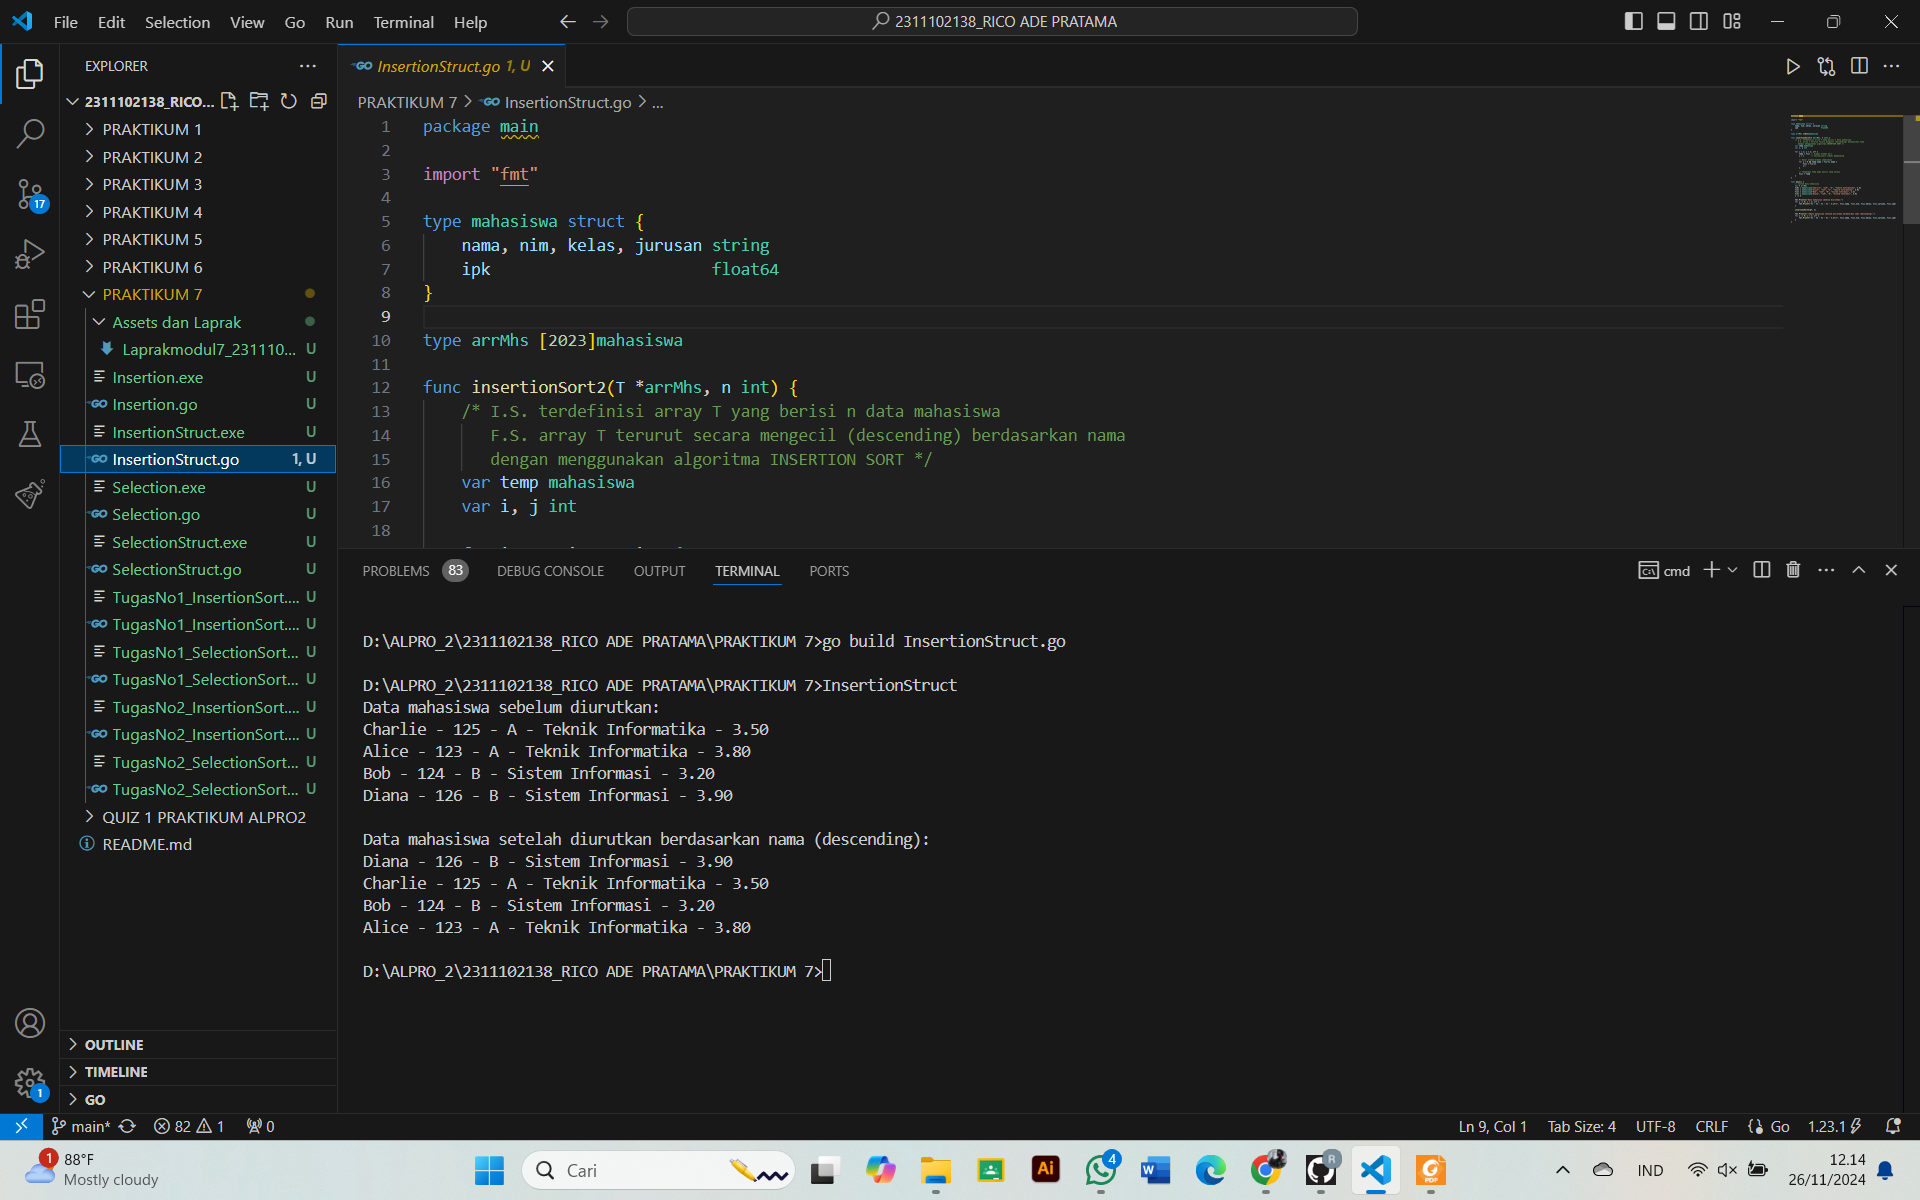 File Edit Selection View Go Run Terminal Help
2311102138_RICO ADE PRATAMA
EXPLORER
2311102138_RICO...
PRAKTIKUM 1
PRAKTIKUM 2
PRAKTIKUM 3
PRAKTIKUM 4
PRAKTIKUM 5
PRAKTIKUM 6
PRAKTIKUM 7
Assets dan Laprak
Laprakmodul7_231110... U
Insertion.exe U
Insertion.go U
InsertionStruct.exe U
InsertionStruct.go 1, U
Selection.exe U
Selection.go U
SelectionStruct.exe U
SelectionStruct.go U
TugasNo1_InsertionSort.... U
TugasNo1_InsertionSort.... U
TugasNo1_SelectionSort... U
TugasNo1_SelectionSort... U
TugasNo2_InsertionSort.... U
TugasNo2_InsertionSort.... U
TugasNo2_SelectionSort... U
TugasNo2_SelectionSort... U
QUIZ 1 PRAKTIKUM ALPRO2
README.md
OUTLINE
TIMELINE
GO
17
1
GO InsertionStruct.go 1, U
PRAKTIKUM 7 > GO InsertionStruct.go > ...
1 package main
2
3 import "fmt"
4
5 type mahasiswa struct {
6 nama, nim, kelas, jurusan string
7 ipk float64
8 }
9
10 type arrMhs [2023]mahasiswa
11
12 func insertionSort2(T *arrMhs, n int) {
13 /* I.S. terdefinisi array T yang berisi n data mahasiswa
14 F.S. array T terurut secara mengecil (descending) berdasarkan nama
15 dengan menggunakan algoritma INSERTION SORT */
16 var temp mahasiswa
17 var i, j int
18
PROBLEMS 83 DEBUG CONSOLE OUTPUT TERMINAL PORTS
cmd
D:\ALPRO_2\2311102138_RICO ADE PRATAMA\PRAKTIKUM 7>go build InsertionStruct.go
D:\ALPRO_2\2311102138_RICO ADE PRATAMA\PRAKTIKUM 7>InsertionStruct
Data mahasiswa sebelum diurutkan:
Charlie - 125 - A - Teknik Informatika - 3.50
Alice - 123 - A - Teknik Informatika - 3.80
Bob - 124 - B - Sistem Informasi - 3.20
Diana - 126 - B - Sistem Informasi - 3.90
Data mahasiswa setelah diurutkan berdasarkan nama (descending):
Diana - 126 - B - Sistem Informasi - 3.90
Charlie - 125 - A - Teknik Informatika - 3.50
Bob - 124 - B - Sistem Informasi - 3.20
Alice - 123 - A - Teknik Informatika - 3.80
D:\ALPRO_2\2311102138_RICO ADE PRATAMA\PRAKTIKUM 7>
main* 82 1 0
Ln 9, Col 1 Tab Size: 4 UTF-8 CRLF Go 1.23.1
1 88°F
Mostly cloudy
Cari
Ai
4
W
R
PDF
IND
12.14
26/11/2024